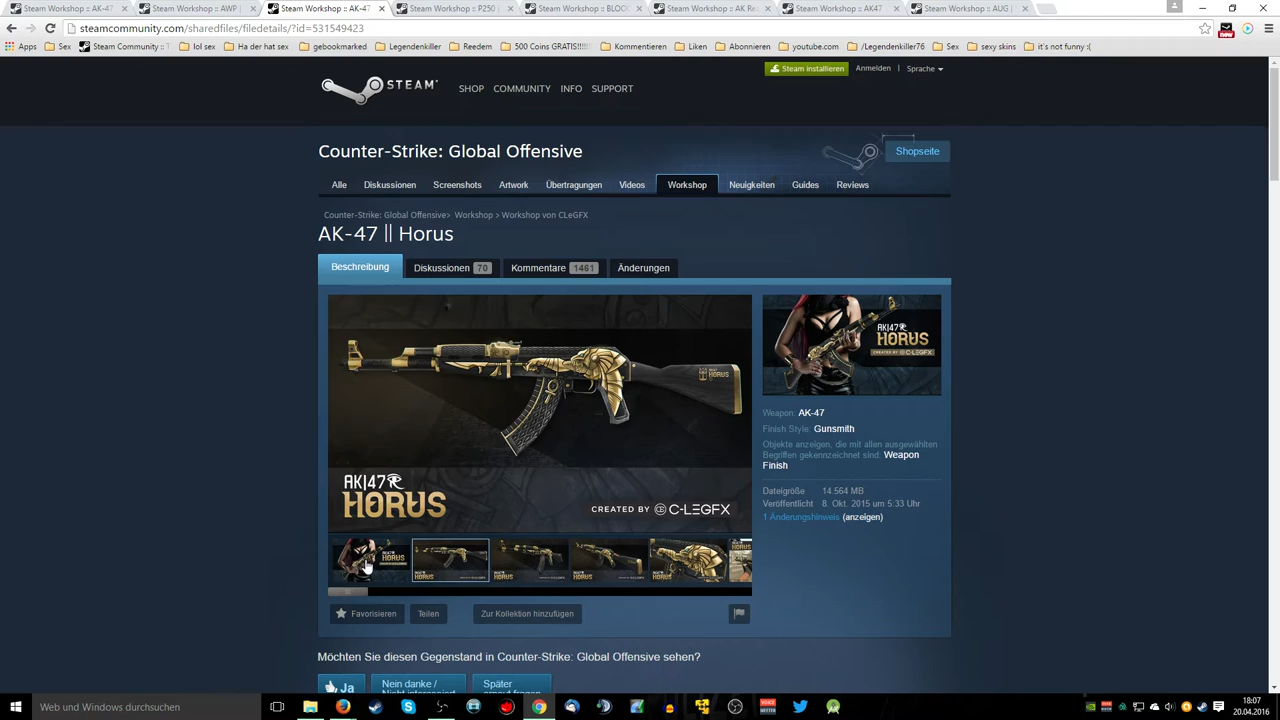 Steam Workshop :: AK-47 |
Steam Workshop :: AWP |
Steam Workshop :: AK-47
Steam Workshop :: P250 |
Steam Workshop :: BLOO
Steam Workshop :: AK Re
Steam Workshop :: AK47
Steam Workshop :: AUG |
steamcommunity.com/sharedfiles/filedetails/?id=531549423
Apps
Sex
Steam Community :: T
lol sex
Ha der hat sex
gebookmarked
Legendenkiller
Reedem
500 Coins GRATIS!!!!
Kommentieren
Liken
Abonnieren
youtube.com
/Legendenkiller76
Sex
sexy skins
it's not funny :(
new
STEAM
SHOP COMMUNITY INFO SUPPORT
Steam installieren
Anmelden | Sprache
Counter-Strike: Global Offensive
Shopseite
Alle Diskussionen Screenshots Artwork Übertragungen Videos Workshop Neuigkeiten Guides Reviews
Counter-Strike: Global Offensive> Workshop > Workshop von CLeGFX
AK-47 || Horus
Beschreibung Diskussionen 70 Kommentare 1461 Änderungen
AK|47
HORUS
CREATED BY C-LEGFX
AK|47
HORUS
CREATED BY C-LEGFX
Weapon: AK-47
Finish Style: Gunsmith
Objekte anzeigen, die mit allen ausgewählten
Begriffen gekennzeichnet sind: Weapon
Finish
Dateigröße 14.564 MB
Veröffentlicht 8. Okt. 2015 um 5:33 Uhr
1 Änderungshinweis (anzeigen)
Favorisieren
Teilen
Zur Kollektion hinzufügen
Möchten Sie diesen Gegenstand in Counter-Strike: Global Offensive sehen?
Ja
Nein danke /
Nicht interessiert
Später
erneut fragen
Web und Windows durchsuchen
18:07
20.04.2016